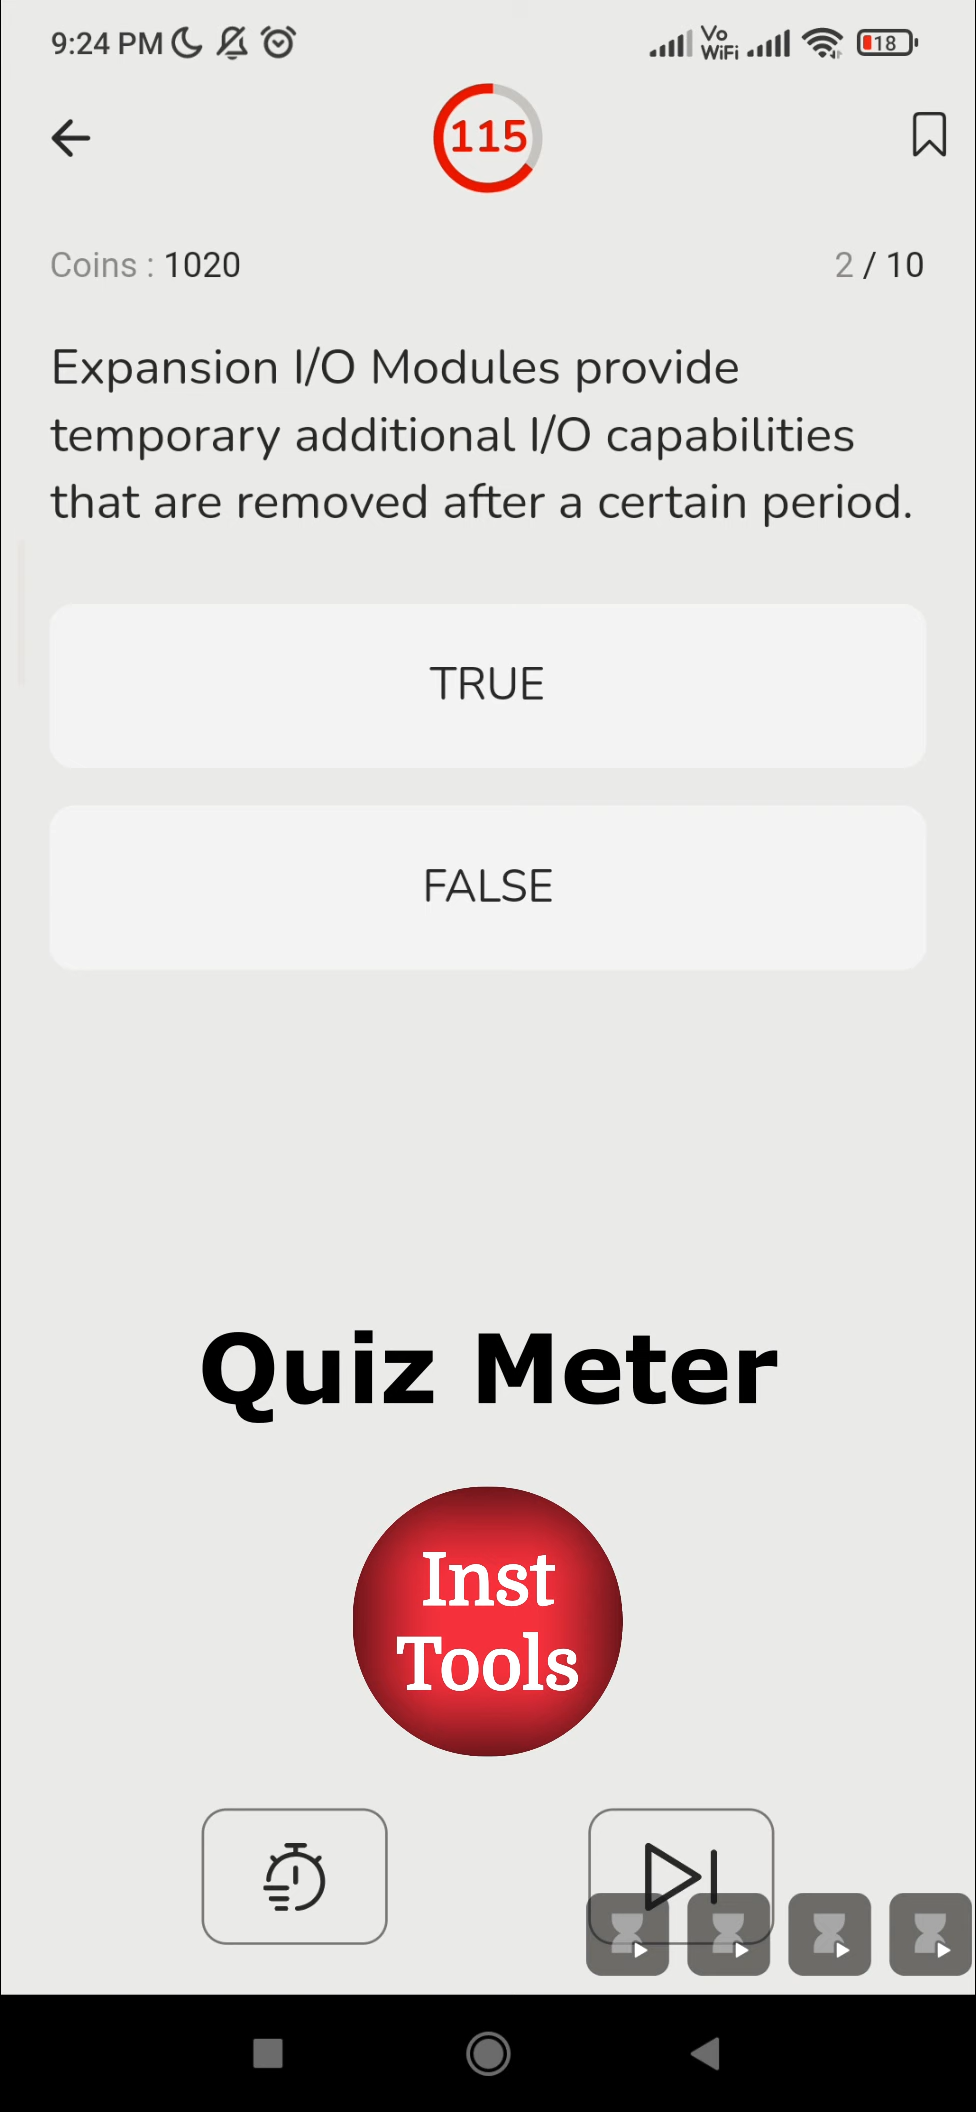 9:24 PM Vo WiFi 18
115
Coins : 1020 2 / 10
Expansion I/O Modules provide
temporary additional I/O capabilities
that are removed after a certain period.
TRUE
FALSE
Quiz Meter
Inst
Tools